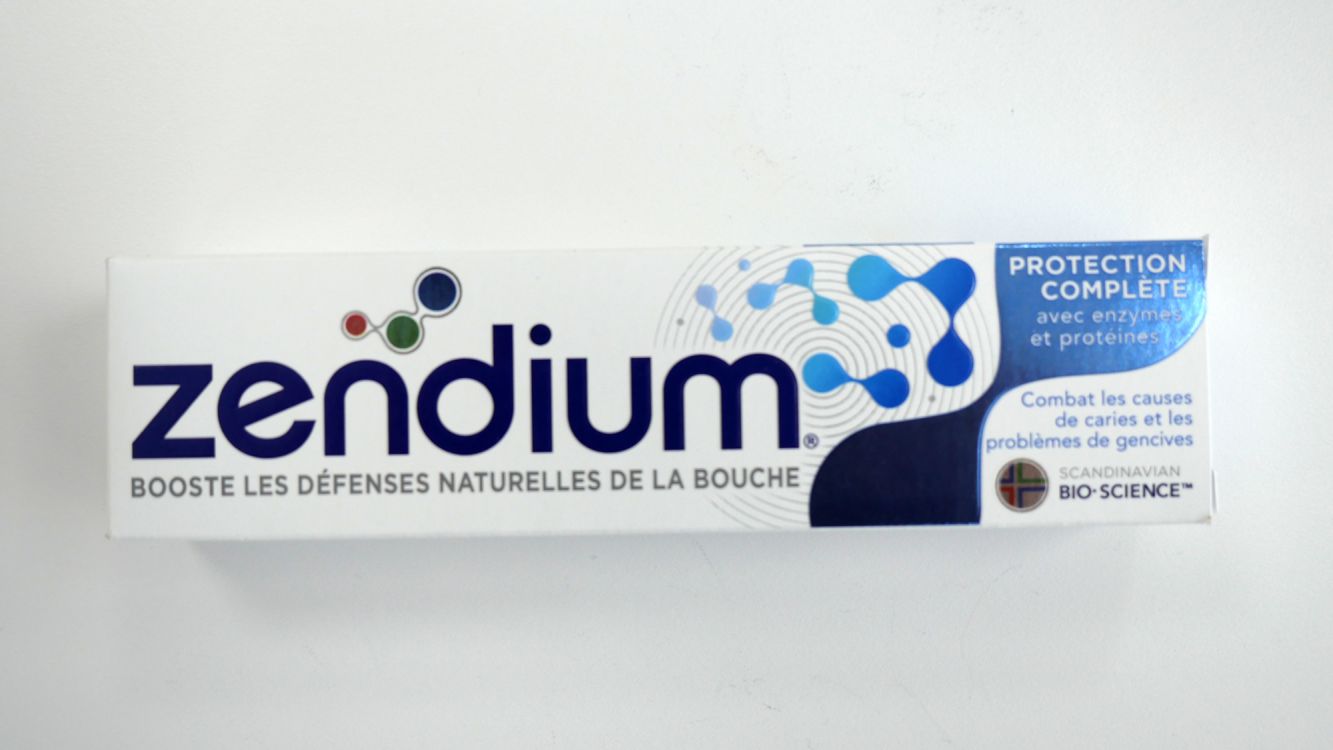 zendium®
BOOSTE LES DÉFENSES NATURELLES DE LA BOUCHE
PROTECTION
COMPLÈTE
avec enzymes
et protéines
Combat les causes
de caries et les
problèmes de gencives
SCANDINAVIAN
BIO·SCIENCE™